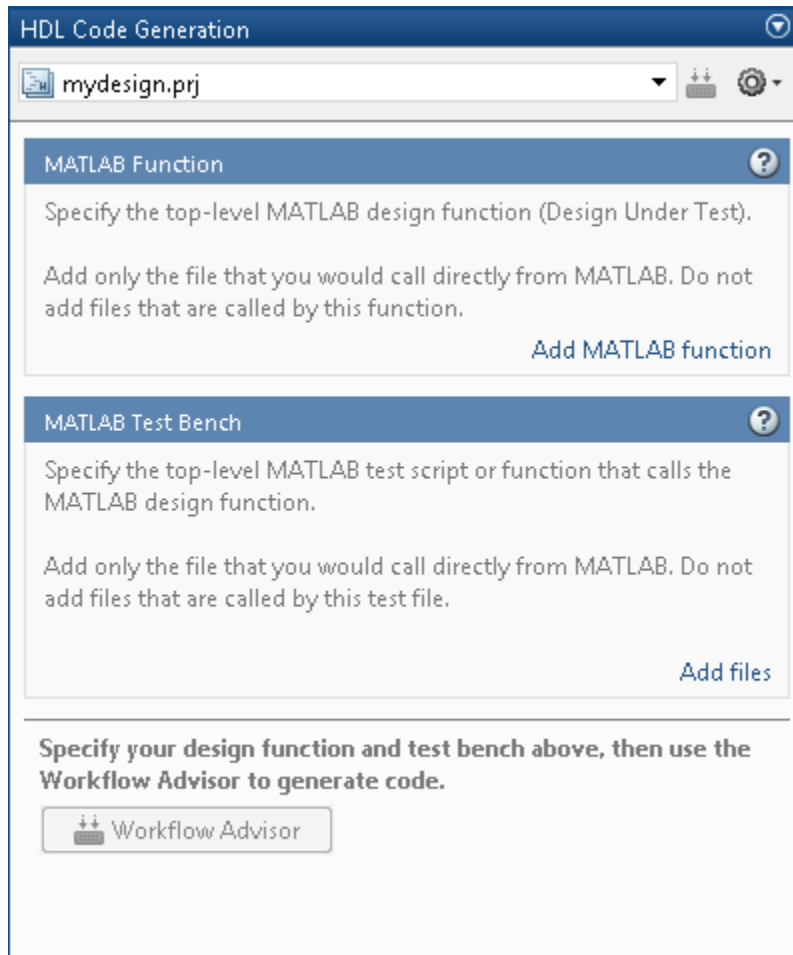 HDL Code Generation
mydesign.prj
MATLAB Function
?
Specify the top-level MATLAB design function (Design Under Test).
Add only the file that you would call directly from MATLAB. Do not
add files that are called by this function.
Add MATLAB function
MATLAB Test Bench
?
Specify the top-level MATLAB test script or function that calls the
MATLAB design function.
Add only the file that you would call directly from MATLAB. Do not
add files that are called by this test file.
Add files
Specify your design function and test bench above, then use the
Workflow Advisor to generate code.
Workflow Advisor